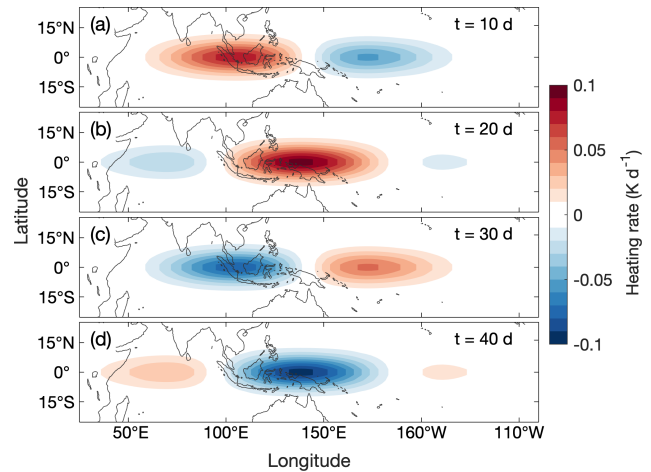 (a) t = 10 d
15°N
0°
15°S
(b) t = 20 d
15°N
0°
15°S
(c) t = 30 d
15°N
0°
15°S
(d) t = 40 d
15°N
0°
15°S
50°E 100°E 150°E 160°W 110°W
Longitude
Latitude
0.1
0.05
0
-0.05
-0.1
Heating rate (K d⁻¹)